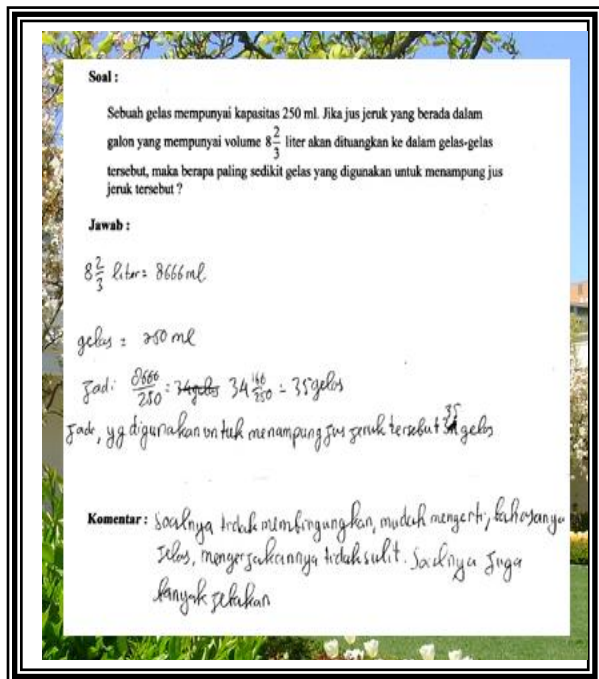 Soal :
Sebuah gelas mempunyai kapasitas 250 ml. Jika jus jeruk yang berada dalam
galon yang mempunyai volume 8 2/3 liter akan dituangkan ke dalam gelas-gelas
tersebut, maka berapa paling sedikit gelas yang digunakan untuk menampung jus
jeruk tersebut ?
Jawab :
8 2/3 liter = 8666 ml
gelas = 250 ml
Jadi 8666/250 = 34 166/250 = 35 gelas
Jadi, yg digunakan untuk menampung jus jeruk tersebut 35 gelas
Komentar : Soalnya tidak membingungkan, mudah mengerti, bahasanya
jelas, mengerjakannya tidak sulit. Soalnya juga
banyak